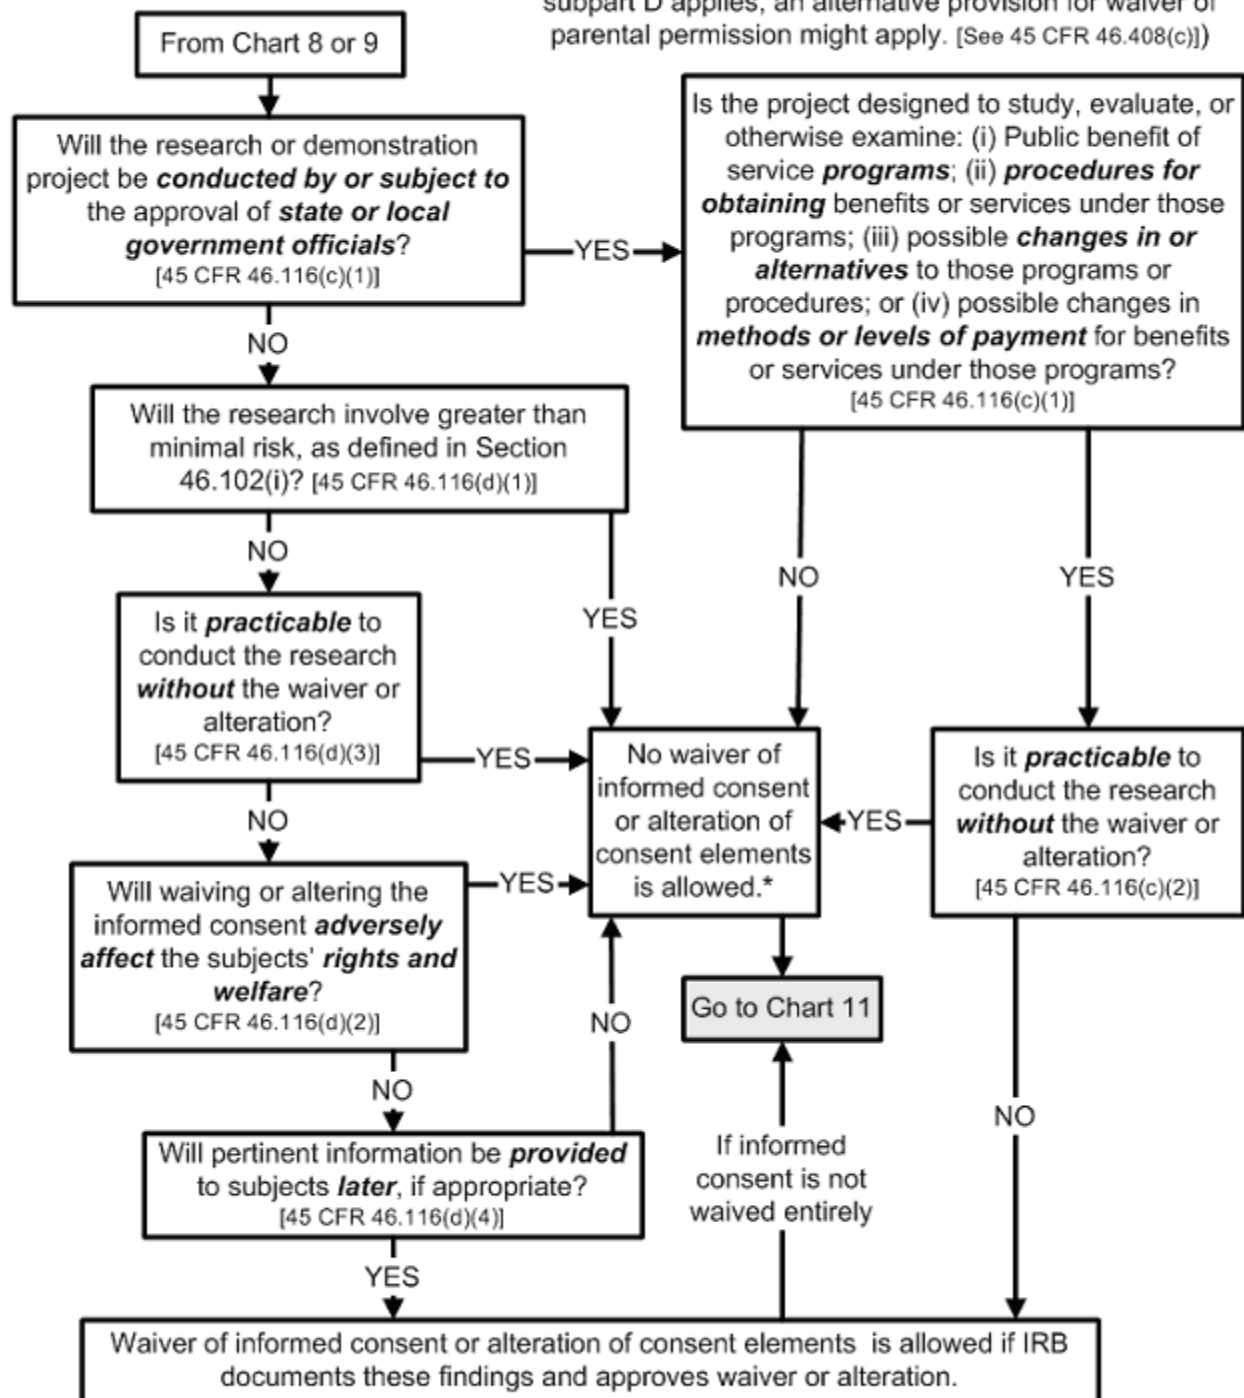 subpart D applies, an alternative provision for waiver of
parental permission might apply. [See 45 CFR 46.408(c)])
From Chart 8 or 9
Will the research or demonstration
project be conducted by or subject to
the approval of state or local
government officials?
[45 CFR 46.116(c)(1)]
YES
Is the project designed to study, evaluate, or
otherwise examine: (i) Public benefit of
service programs; (ii) procedures for
obtaining benefits or services under those
programs; (iii) possible changes in or
alternatives to those programs or
procedures; or (iv) possible changes in
methods or levels of payment for benefits
or services under those programs?
[45 CFR 46.116(c)(1)]
NO
Will the research involve greater than
minimal risk, as defined in Section
46.102(i)? [45 CFR 46.116(d)(1)]
NO
YES
NO
YES
Is it practicable to
conduct the research
without the waiver or
alteration?
[45 CFR 46.116(d)(3)]
YES
No waiver of
informed consent
or alteration of
consent elements
is allowed.*
YES
Is it practicable to
conduct the research
without the waiver or
alteration?
[45 CFR 46.116(c)(2)]
NO
Will waiving or altering the
informed consent adversely
affect the subjects' rights and
welfare?
[45 CFR 46.116(d)(2)]
YES
Go to Chart 11
NO
NO
Will pertinent information be provided
to subjects later, if appropriate?
[45 CFR 46.116(d)(4)]
If informed
consent is not
waived entirely
NO
YES
Waiver of informed consent or alteration of consent elements is allowed if IRB
documents these findings and approves waiver or alteration.